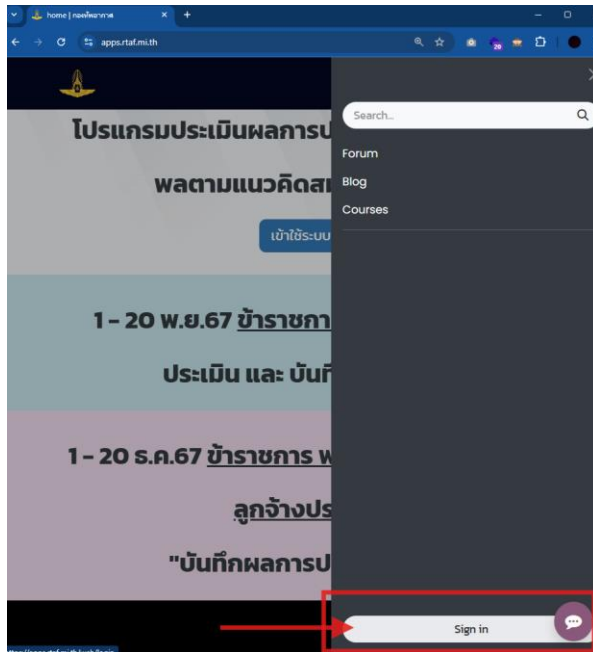 home | กองทัพอากาศ
apps.rtaf.mi.th
20
Search...
Forum
Blog
Courses
โปรแกรมประเมินผลการป
พลตามแนวคิดส
เข้าใช้ระบบ
1 - 20 พ.ย.67 ข้าราชกา
ประเมิน และ บันที
1 - 20 ธ.ค.67 ข้าราชการ พ
ลูกจ้างประ
"บันทึกผลการป
Sign in